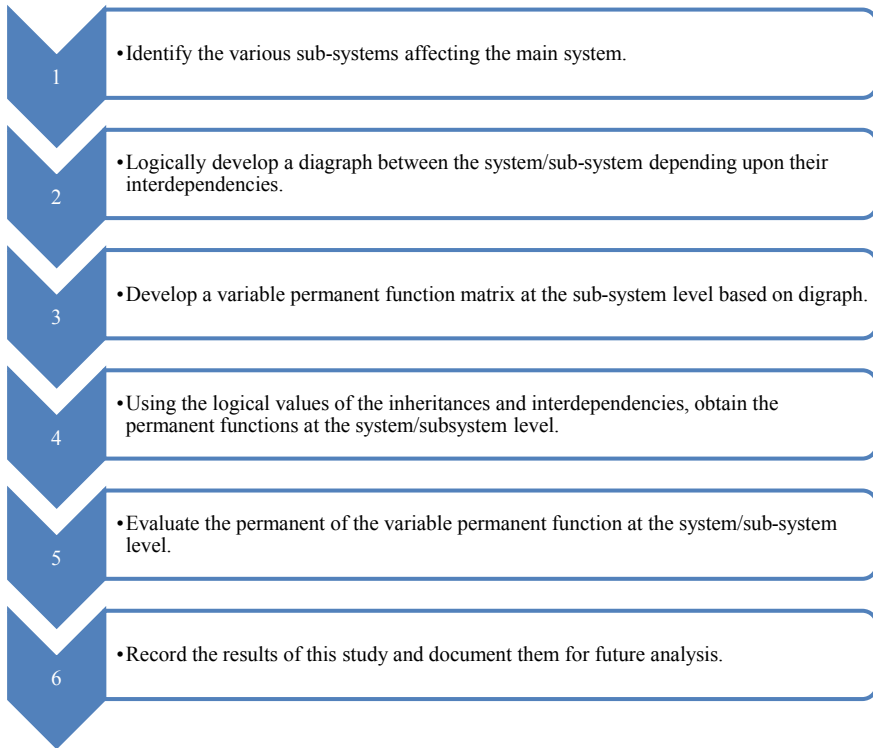 1
•Identify the various sub-systems affecting the main system.
2
•Logically develop a diagraph between the system/sub-system depending upon their
interdependencies.
3
•Develop a variable permanent function matrix at the sub-system level based on digraph.
4
•Using the logical values of the inheritances and interdependencies, obtain the
permanent functions at the system/subsystem level.
5
•Evaluate the permanent of the variable permanent function at the system/sub-system
level.
6
•Record the results of this study and document them for future analysis.